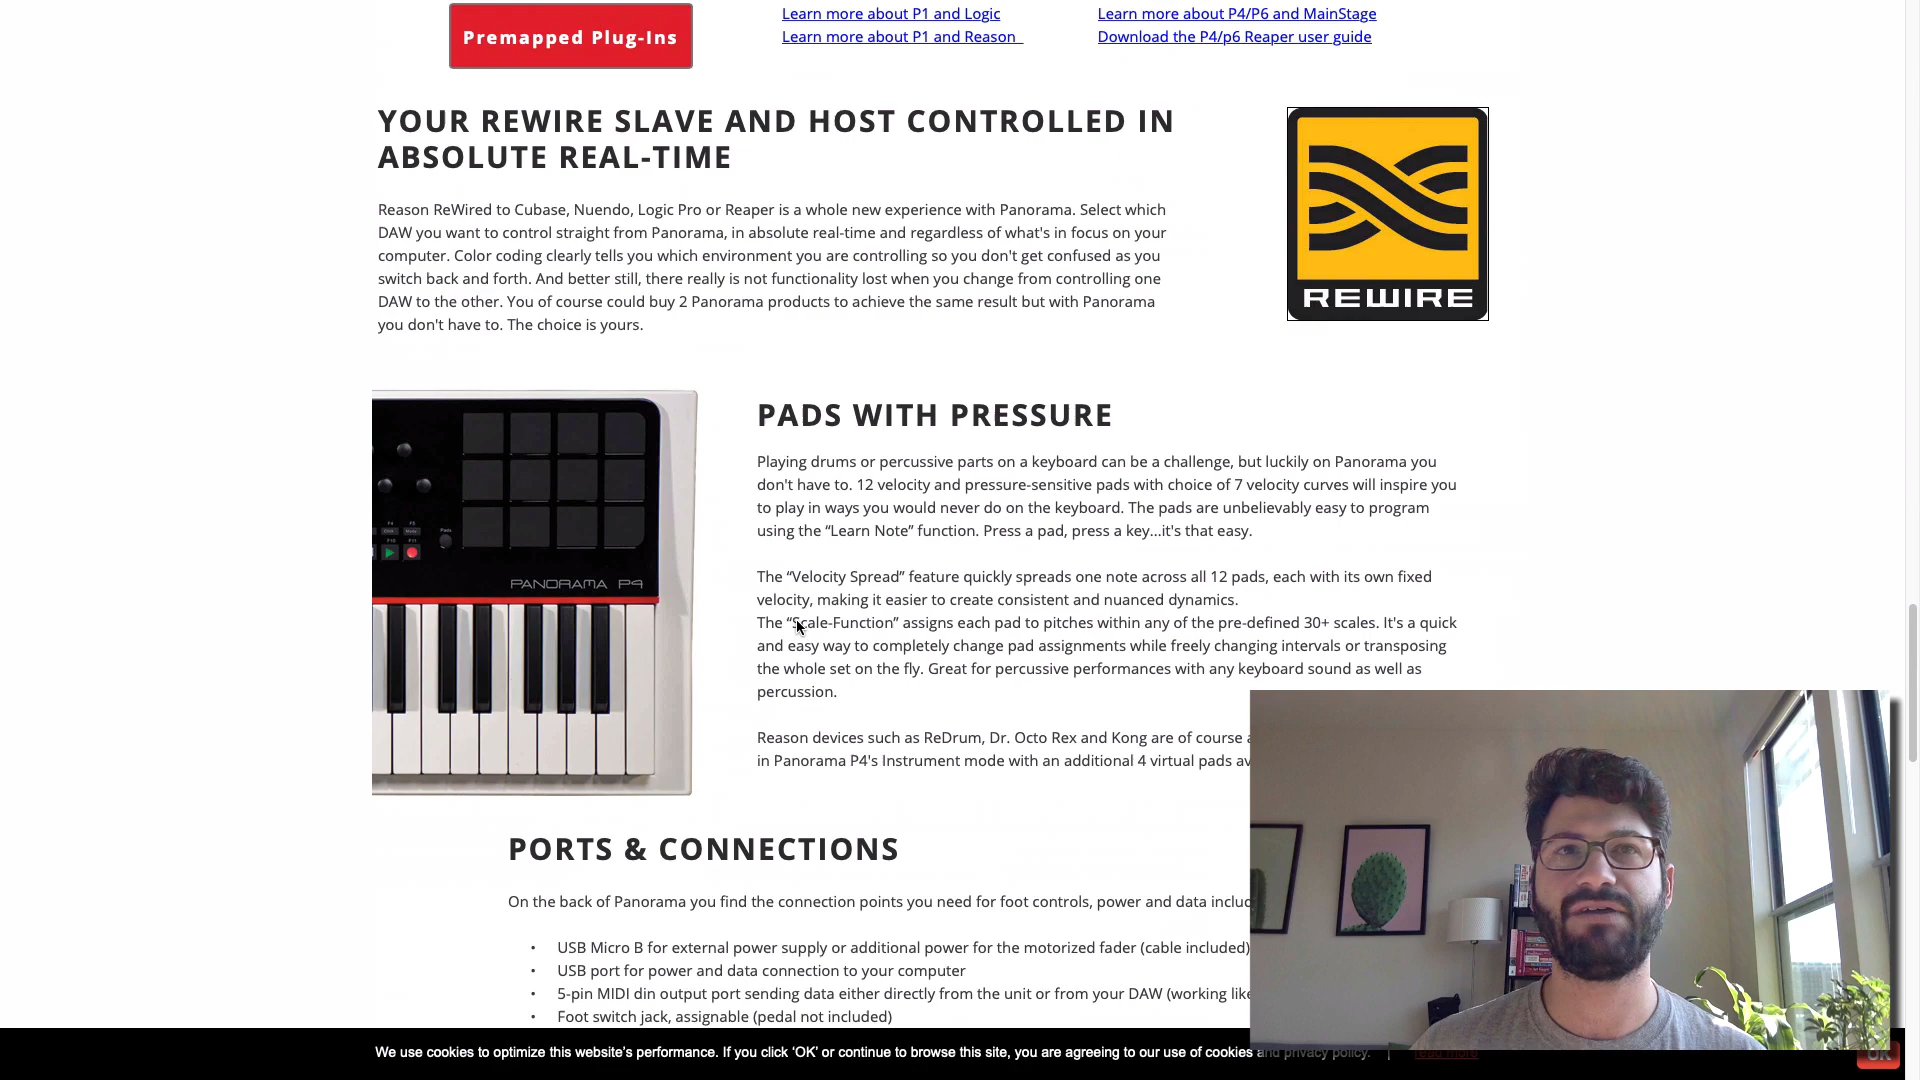 Premapped Plug-Ins
Learn more about P1 and Logic
Learn more about P1 and Reason
Learn more about P4/P6 and MainStage
Download the P4/p6 Reaper user guide
YOUR REWIRE SLAVE AND HOST CONTROLLED IN
ABSOLUTE REAL-TIME
Reason ReWired to Cubase, Nuendo, Logic Pro or Reaper is a whole new experience with Panorama. Select which
DAW you want to control straight from Panorama, in absolute real-time and regardless of what's in focus on your
computer. Color coding clearly tells you which environment you are controlling so you don't get confused as you
switch back and forth. And better still, there really is not functionality lost when you change from controlling one
DAW to the other. You of course could buy 2 Panorama products to achieve the same result but with Panorama
you don't have to. The choice is yours.
REWIRE
PANORAMA P4
PADS WITH PRESSURE
Playing drums or percussive parts on a keyboard can be a challenge, but luckily on Panorama you
don't have to. 12 velocity and pressure-sensitive pads with choice of 7 velocity curves will inspire you
to play in ways you would never do on the keyboard. The pads are unbelievably easy to program
using the “Learn Note” function. Press a pad, press a key...it's that easy.
The “Velocity Spread” feature quickly spreads one note across all 12 pads, each with its own fixed
velocity, making it easier to create consistent and nuanced dynamics.
The “Scale-Function” assigns each pad to pitches within any of the pre-defined 30+ scales. It's a quick
and easy way to completely change pad assignments while freely changing intervals or transposing
the whole set on the fly. Great for percussive performances with any keyboard sound as well as
percussion.
Reason devices such as ReDrum, Dr. Octo Rex and Kong are of course
in Panorama P4's Instrument mode with an additional 4 virtual pads
PORTS & CONNECTIONS
On the back of Panorama you find the connection points you need for foot controls, power and data
• USB Micro B for external power supply or additional power for the motorized fader (cable included)
• USB port for power and data connection to your computer
• 5-pin MIDI din output port sending data either directly from the unit or from your DAW (working
• Foot switch jack, assignable (pedal not included)
We use cookies to optimize this website's performance. If you click ‘OK’ or continue to browse this site, you are agreeing to our use of cookies and privacy policy. | read more
OK